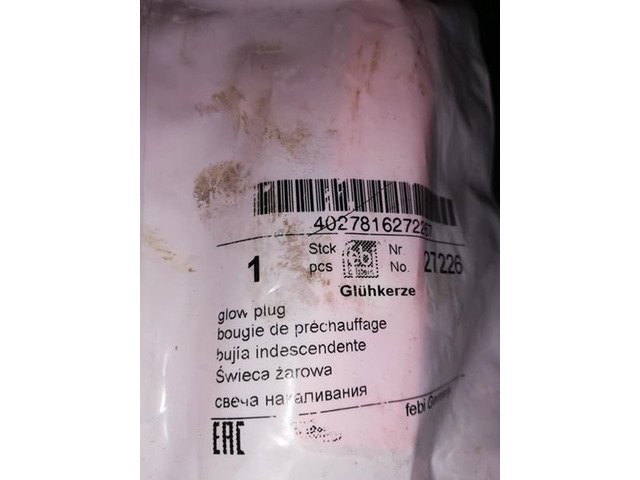 4027816272267
1 Stck pcs Nr. No. 27226
Glühkerze
glow plug
bougie de préchauffage
bujía indescendente
Świeca żarowa
свеча накаливания
febi
EAC